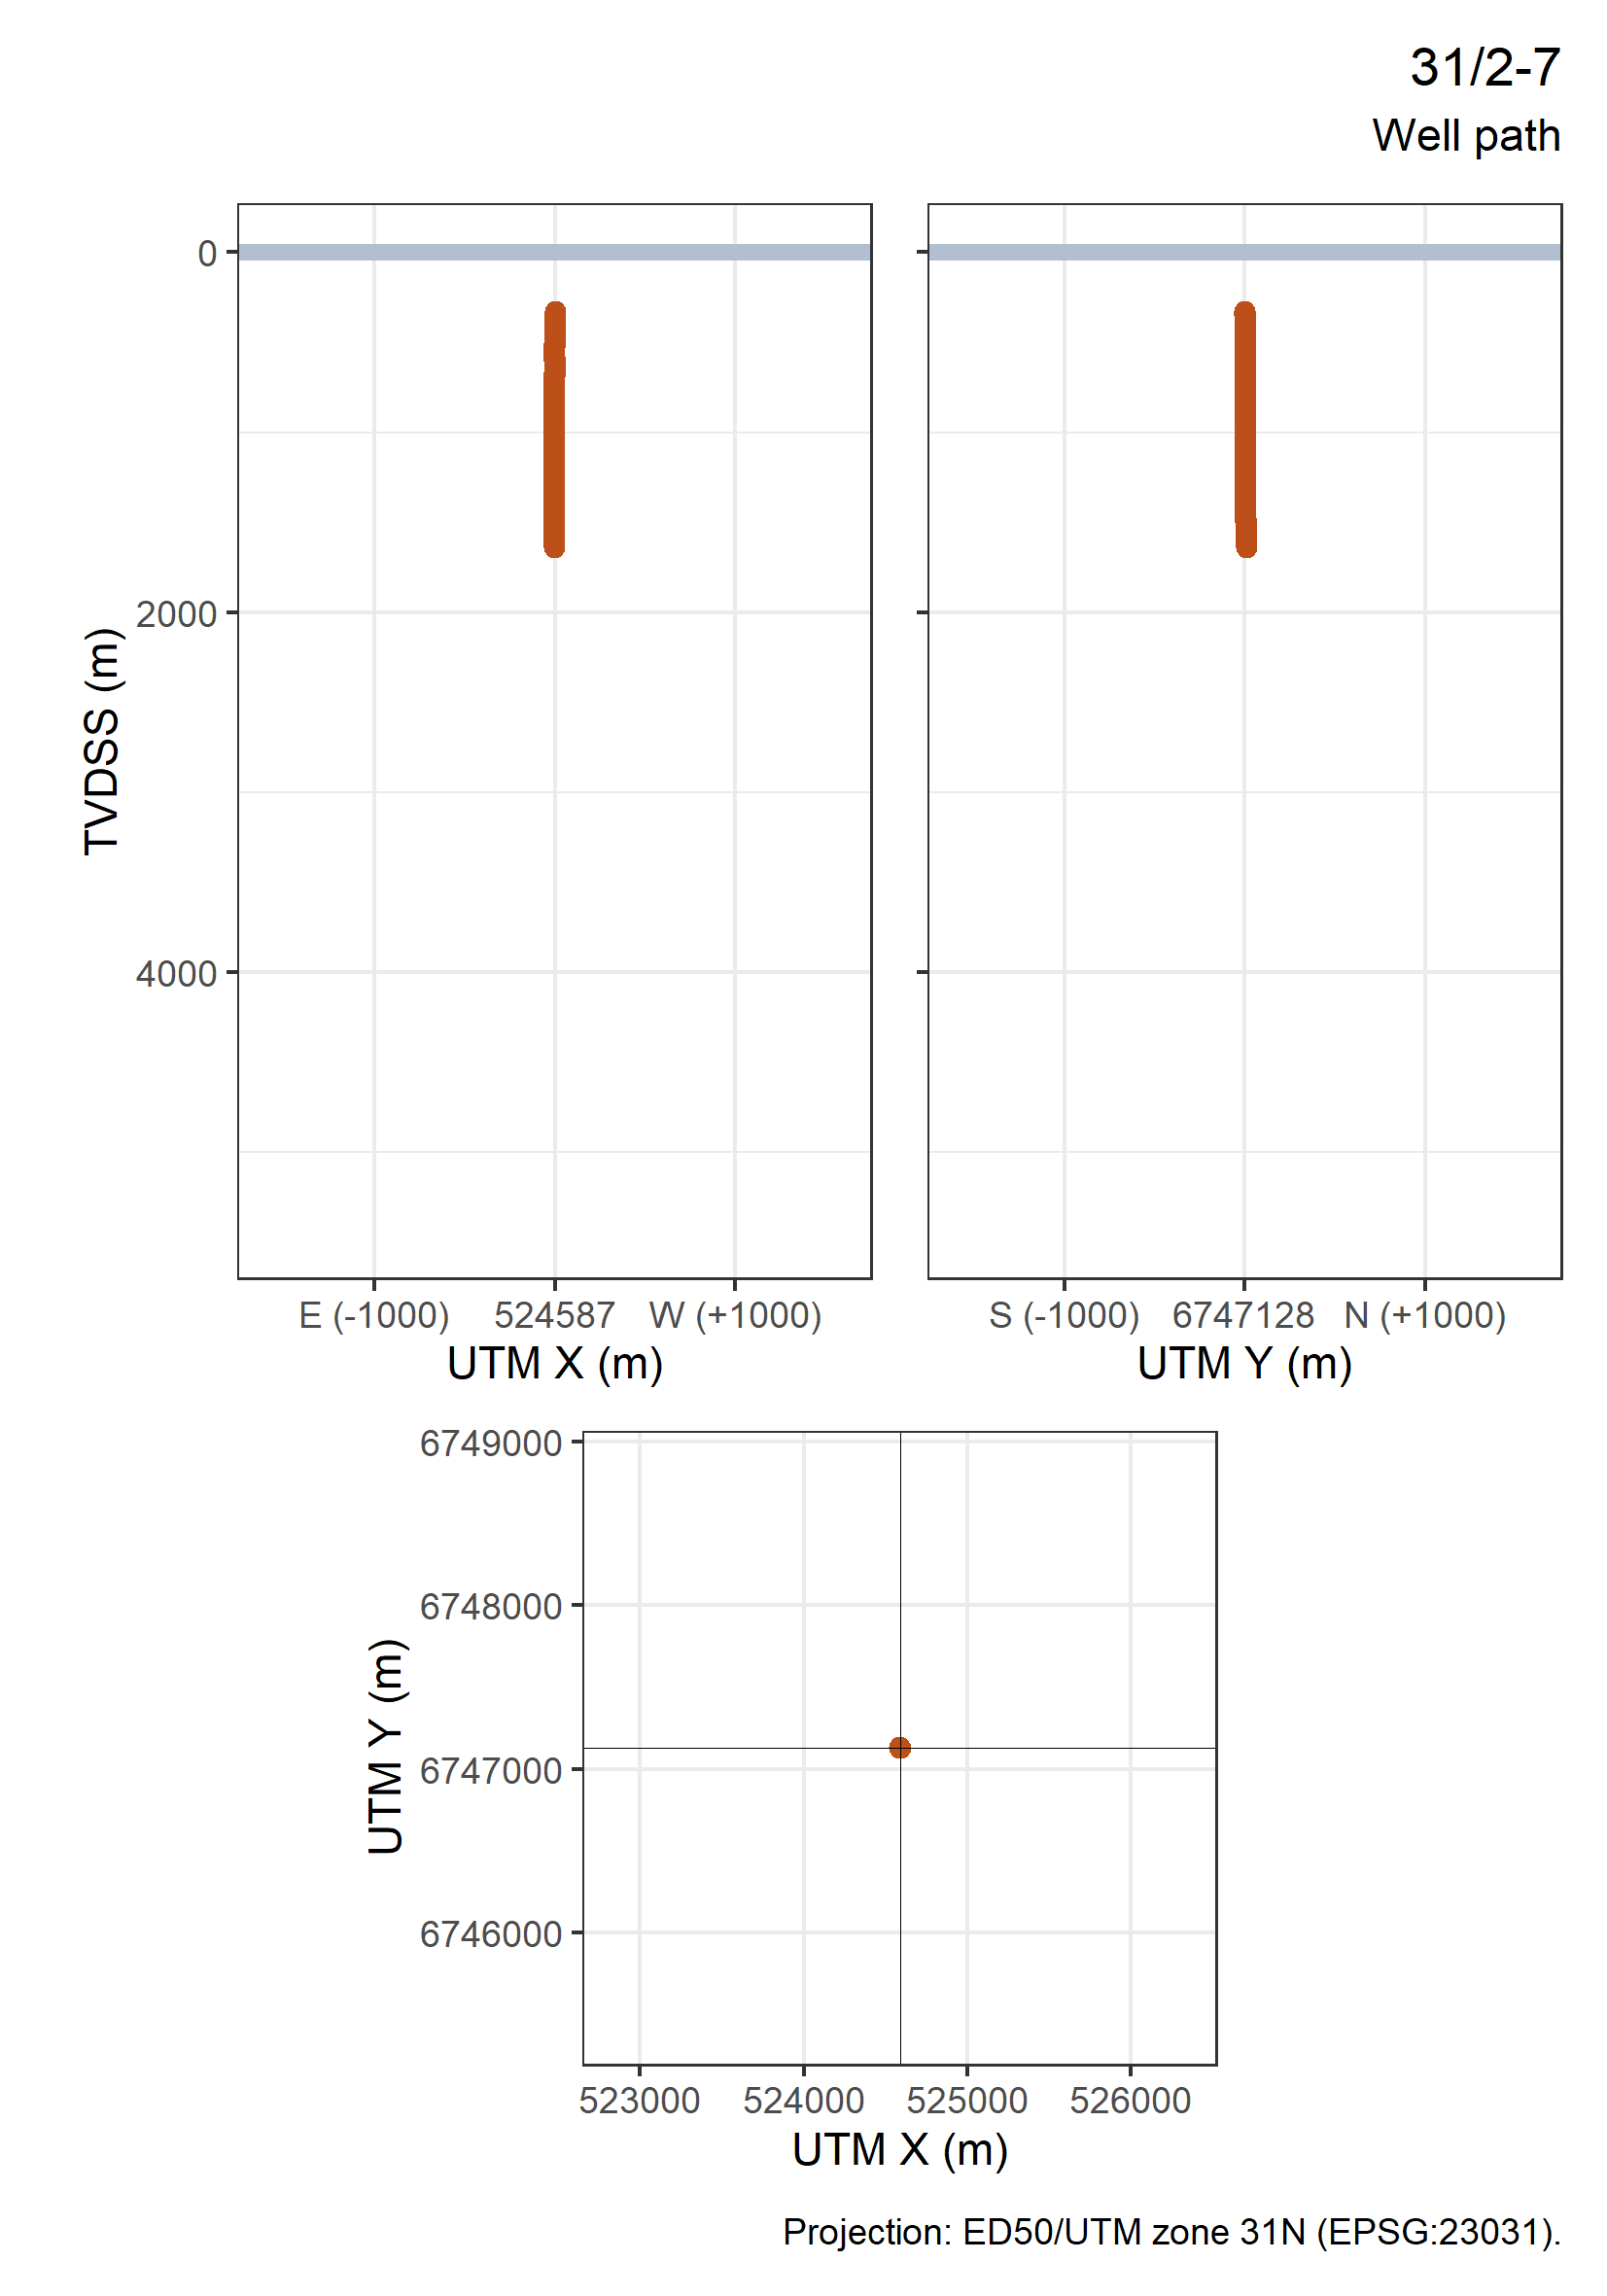 31/2-7
Well path
0
2000
4000
TVDSS (m)
E (-1000) 524587 W (+1000)
UTM X (m)
S (-1000) 6747128 N (+1000)
UTM Y (m)
6749000
6748000
6747000
6746000
UTM Y (m)
523000 524000 525000 526000
UTM X (m)
Projection: ED50/UTM zone 31N (EPSG:23031).